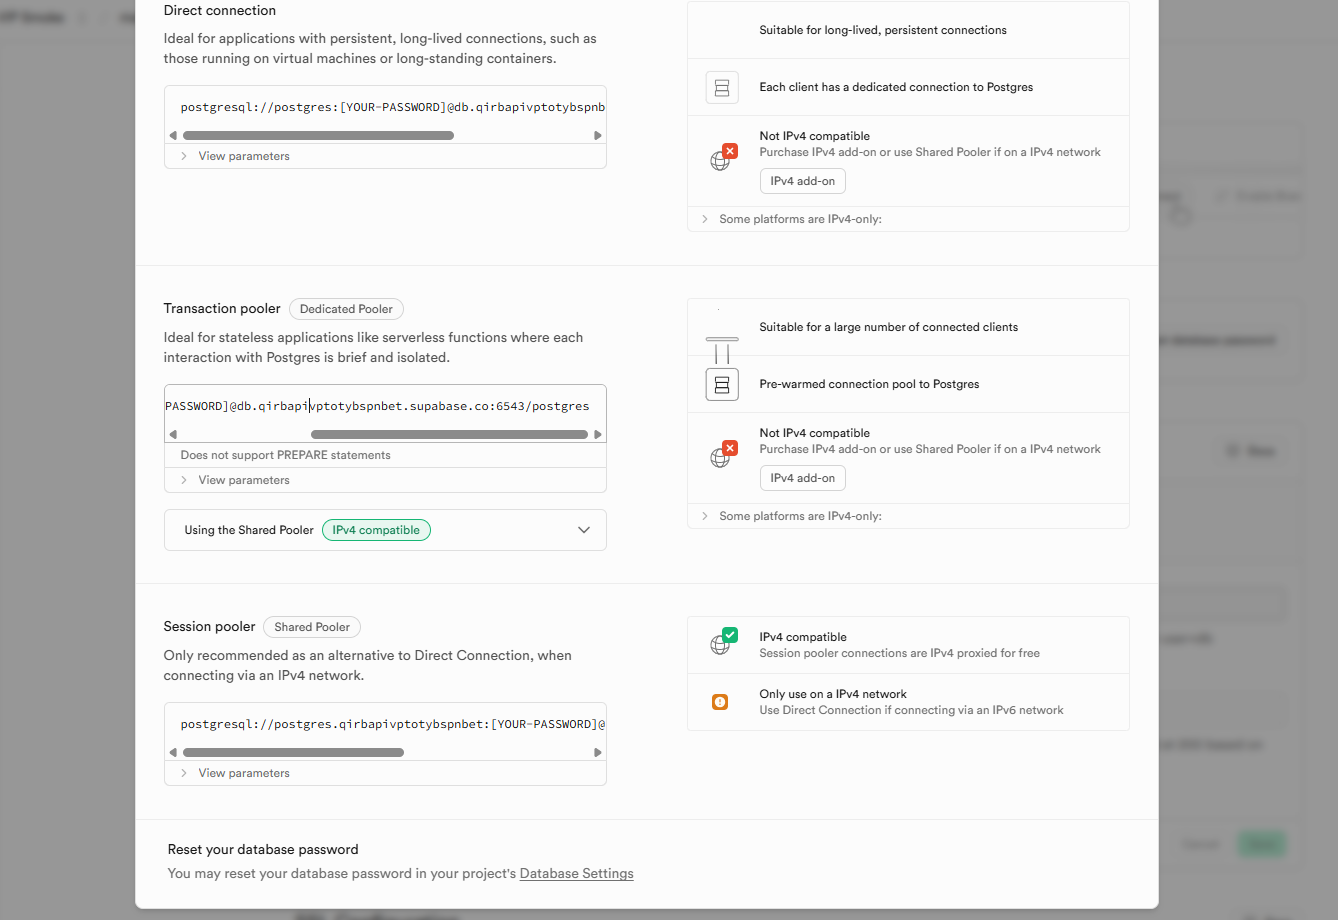 Direct connection
Ideal for applications with persistent, long-lived connections, such as
those running on virtual machines or long-standing containers.
postgresql://postgres:[YOUR-PASSWORD]@db.qirbapivptotybspnb
View parameters
Suitable for long-lived, persistent connections
Each client has a dedicated connection to Postgres
Not IPv4 compatible
Purchase IPv4 add-on or use Shared Pooler if on a IPv4 network
IPv4 add-on
Some platforms are IPv4-only:
Transaction pooler Dedicated Pooler
Ideal for stateless applications like serverless functions where each
interaction with Postgres is brief and isolated.
PASSWORD]@db.qirbapivptotybspnbet.supabase.co:6543/postgres
Does not support PREPARE statements
View parameters
Using the Shared Pooler IPv4 compatible
Suitable for a large number of connected clients
Pre-warmed connection pool to Postgres
Not IPv4 compatible
Purchase IPv4 add-on or use Shared Pooler if on a IPv4 network
IPv4 add-on
Some platforms are IPv4-only:
Session pooler Shared Pooler
Only recommended as an alternative to Direct Connection, when
connecting via an IPv4 network.
postgresql://postgres.qirbapivptotybspnbet:[YOUR-PASSWORD]@
View parameters
IPv4 compatible
Session pooler connections are IPv4 proxied for free
Only use on a IPv4 network
Use Direct Connection if connecting via an IPv6 network
Reset your database password
You may reset your database password in your project's Database Settings